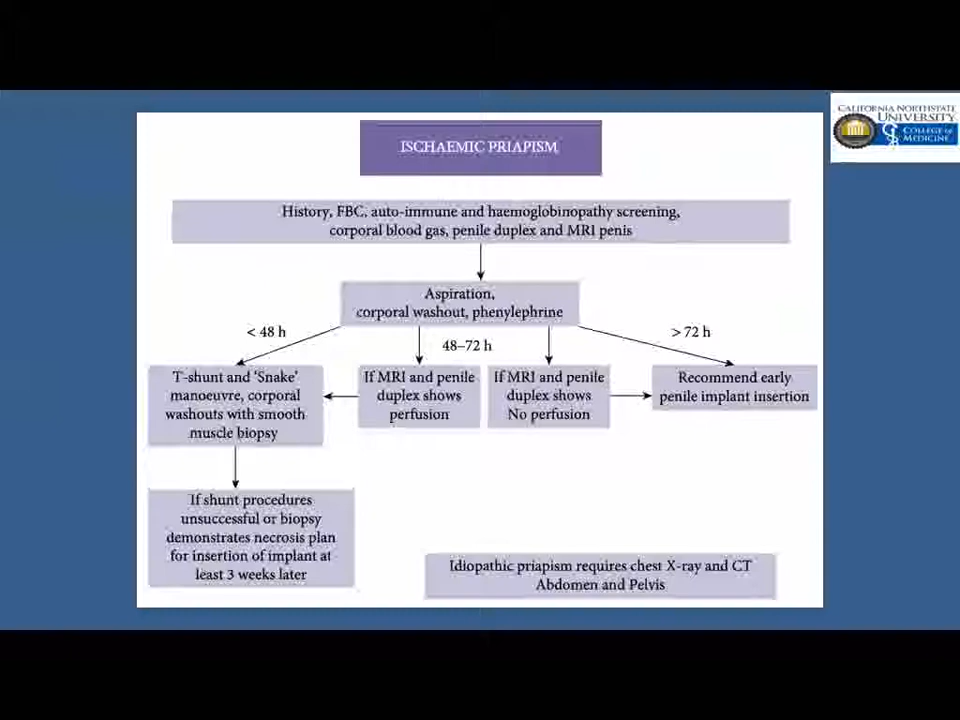 CALIFORNIA NORTHSTATE
UNIVERSITY
COLLEGE OF
MEDICINE
ISCHAEMIC PRIAPISM
History, FBC, auto-immune and haemoglobinopathy screening,
corporal blood gas, penile duplex and MRI penis
Aspiration,
corporal washout, phenylephrine
< 48 h
48–72 h
> 72 h
T-shunt and 'Snake'
manoeuvre, corporal
washouts with smooth
muscle biopsy
If MRI and penile
duplex shows
perfusion
If MRI and penile
duplex shows
No perfusion
Recommend early
penile implant insertion
If shunt procedures
unsuccessful or biopsy
demonstrates necrosis plan
for insertion of implant at
least 3 weeks later
Idiopathic priapism requires chest X-ray and CT
Abdomen and Pelvis